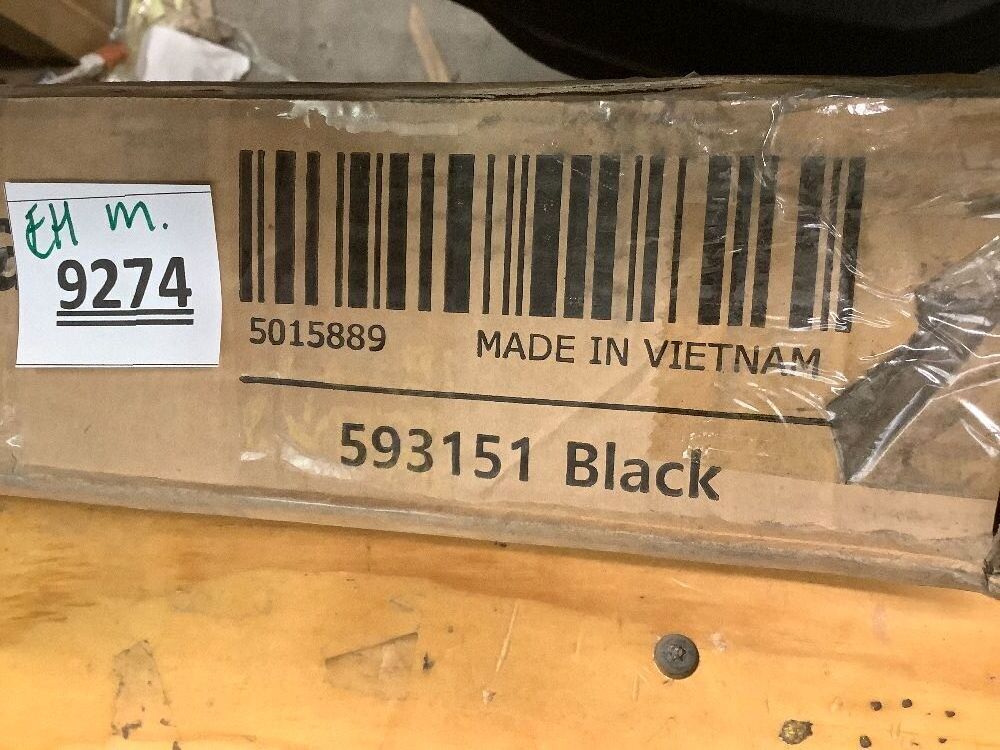 EH M.
9274
5015889 MADE IN VIETNAM
593151 Black